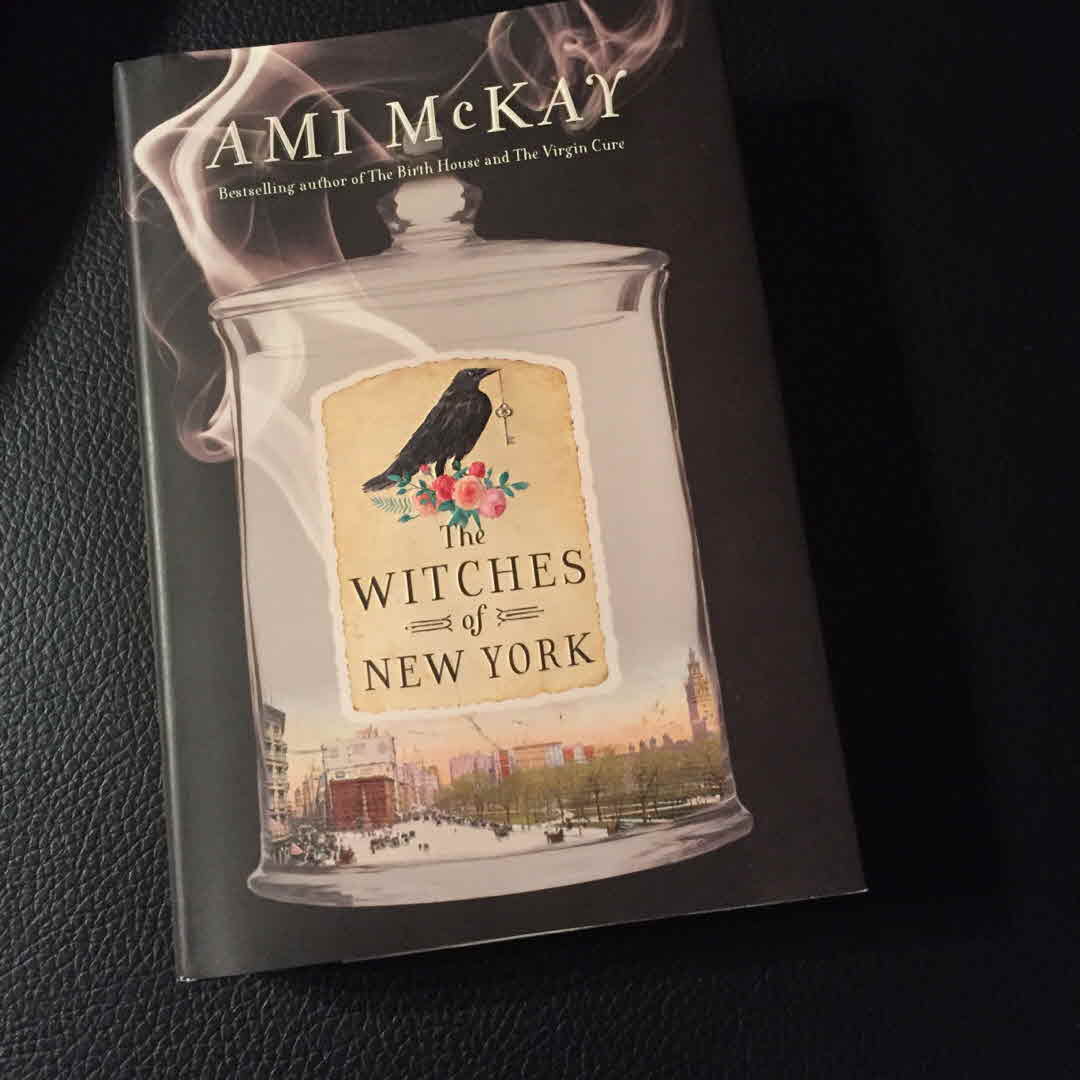 AMI McKAY
Bestselling author of The Birth House and The Virgin Cure
The
WITCHES
of
NEW YORK